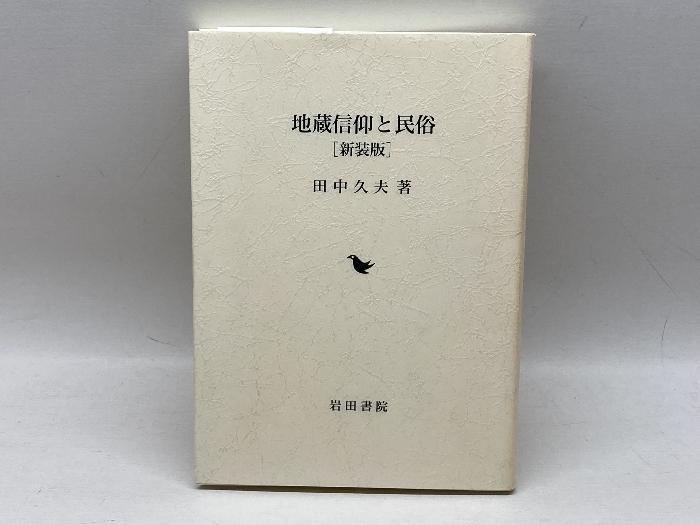 地蔵信仰と民俗
［新装版］
田中久夫 著
岩田書院